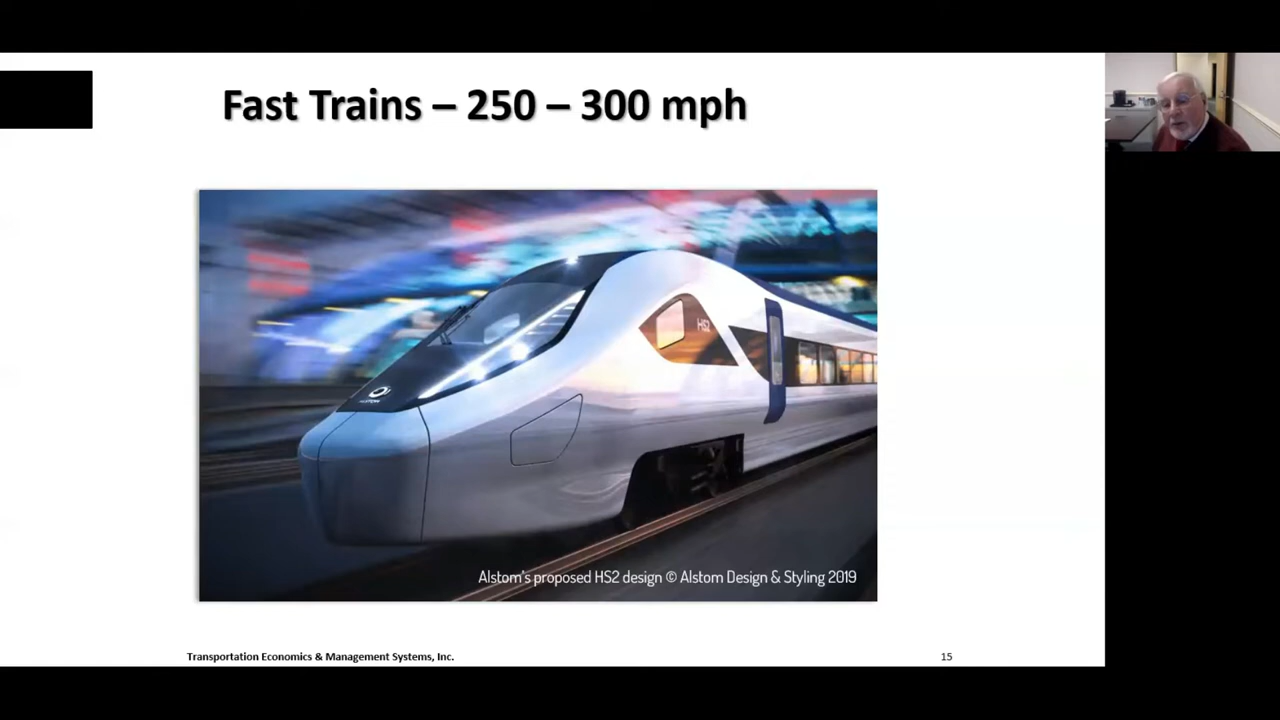 Fast Trains – 250 – 300 mph
HS2
ALSTOM
Alstom's proposed HS2 design © Alstom Design & Styling 2019
Transportation Economics & Management Systems, Inc.
15